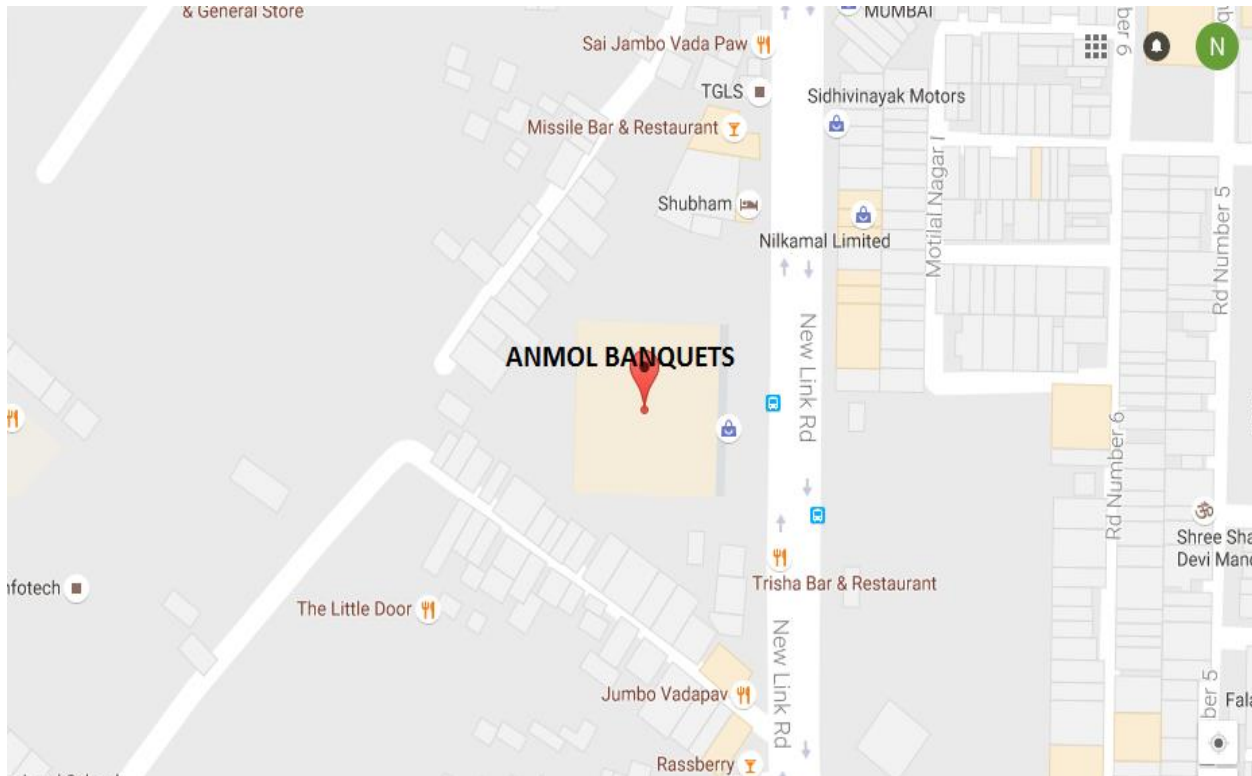 & General Store
MUMBAI
Sai Jambo Vada Paw
N
TGLS
Sidhivinayak Motors
Missile Bar & Restaurant
Motilal Nagar I
Shubham
Rd Number 5
Nilkamal Limited
ANMOL BANQUETS
New Link Rd
Rd Number 6
Shree Sha
Devi Mand
Trisha Bar & Restaurant
nfotech
The Little Door
New Link Rd
Jumbo Vadapav
Fala
Rassberry